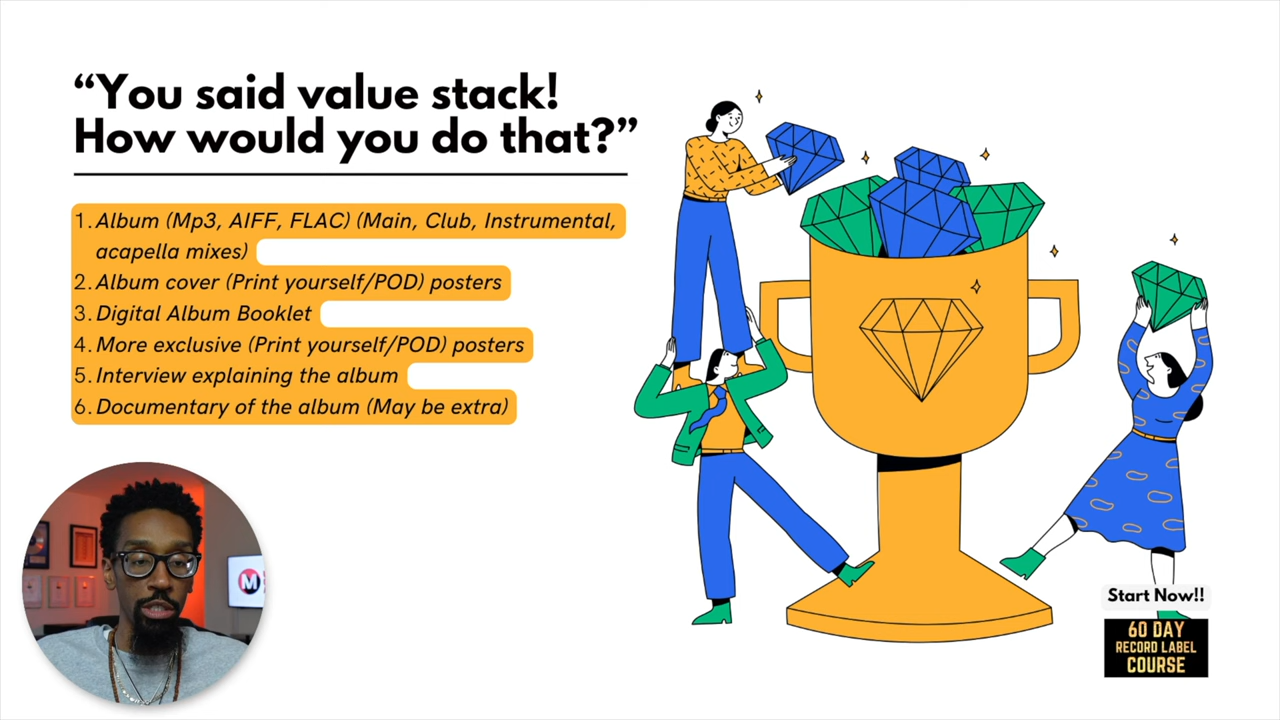 “You said value stack!
How would you do that?”
1. Album (Mp3, AIFF, FLAC) (Main, Club, Instrumental,
acapella mixes)
2. Album cover (Print yourself/POD) posters
3. Digital Album Booklet
4. More exclusive (Print yourself/POD) posters
5. Interview explaining the album
6. Documentary of the album (May be extra)
M
Start Now!!
60 DAY
RECORD LABEL
COURSE